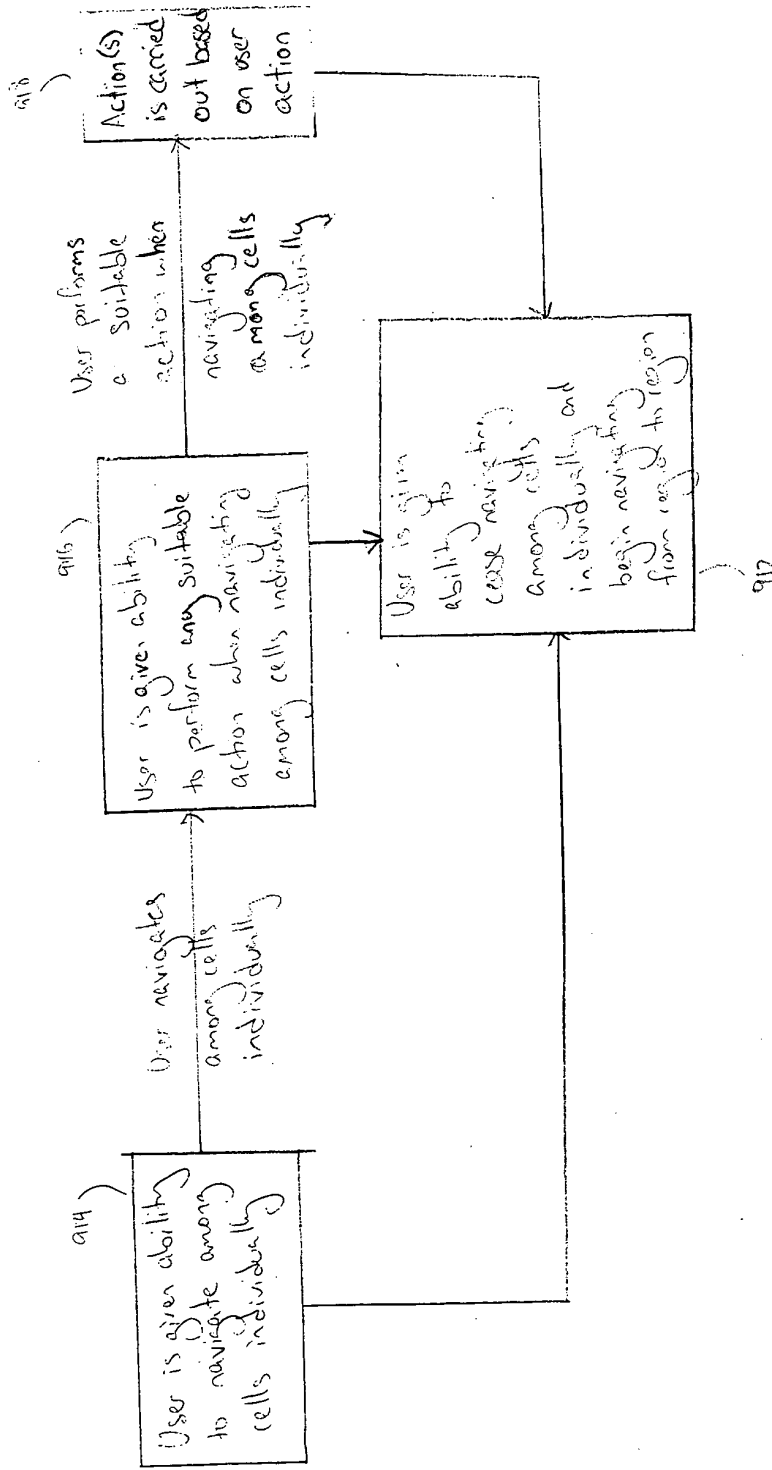 914
User is given ability
to navigate among
cells individually
User navigates
among cells
individually
916
User is given ability
to perform any suitable
action when navigating
among cells individually
User performs
a suitable
action when
navigating
among cells
individually
918
Action(s)
is carried
out based
on user
action
User is given
ability to
cease navigating
among cells
individually and
begin navigating
from region to region
912